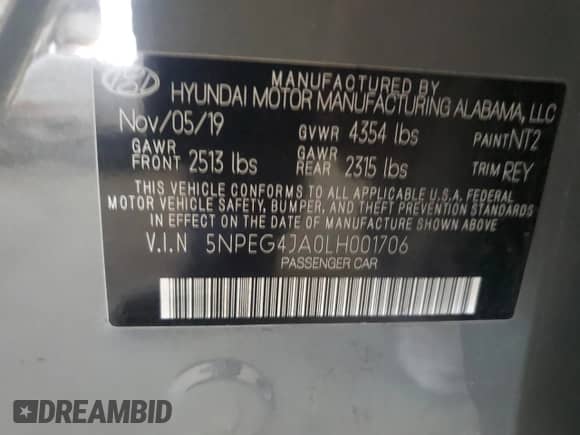 MANUFACTURED BY
HYUNDAI MOTOR MANUFACTURING ALABAMA, LLC
Nov/05/19 GVWR 4354 lbs PAINT NT2
GAWR FRONT 2513 lbs GAWR REAR 2315 lbs TRIM REY
THIS VEHICLE CONFORMS TO ALL APPLICABLE U.S.A. FEDERAL
MOTOR VEHICLE SAFETY, BUMPER, AND THEFT PREVENTION STANDARDS
IN EFFECT ON THE DATE OF MANUFACTURE SHOWN ABOVE.
V.I.N 5NPEG4JA0LH001706
PASSENGER CAR
DREAMBID